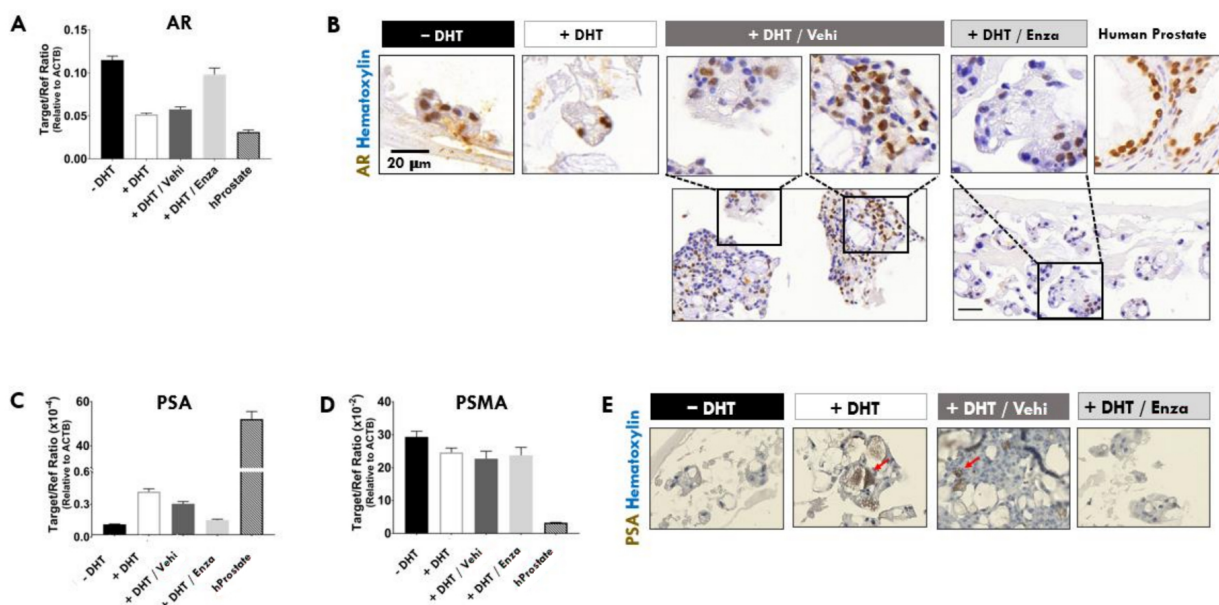 A
AR
Target/Ref Ratio
(Relative to ACTB)
0.15
0.10
0.05
0.00
- DHT
+ DHT
+ DHT / Vehi
+ DHT / Enza
hProstate
B
– DHT
+ DHT
+ DHT / Vehi
+ DHT / Enza
Human Prostate
AR Hematoxylin
20 µm
C
PSA
Target/Ref Ratio (x10⁻⁴)
(Relative to ACTB)
60
40
20
0.6
0.3
0.0
- DHT
+ DHT
+ DHT / Vehi
+ DHT / Enza
hProstate
D
PSMA
Target/Ref Ratio (x10⁻²)
(Relative to ACTB)
40
30
20
10
0
- DHT
+ DHT
+ DHT / Vehi
+ DHT / Enza
hProstate
E
– DHT
+ DHT
+ DHT / Vehi
+ DHT / Enza
PSA Hematoxylin